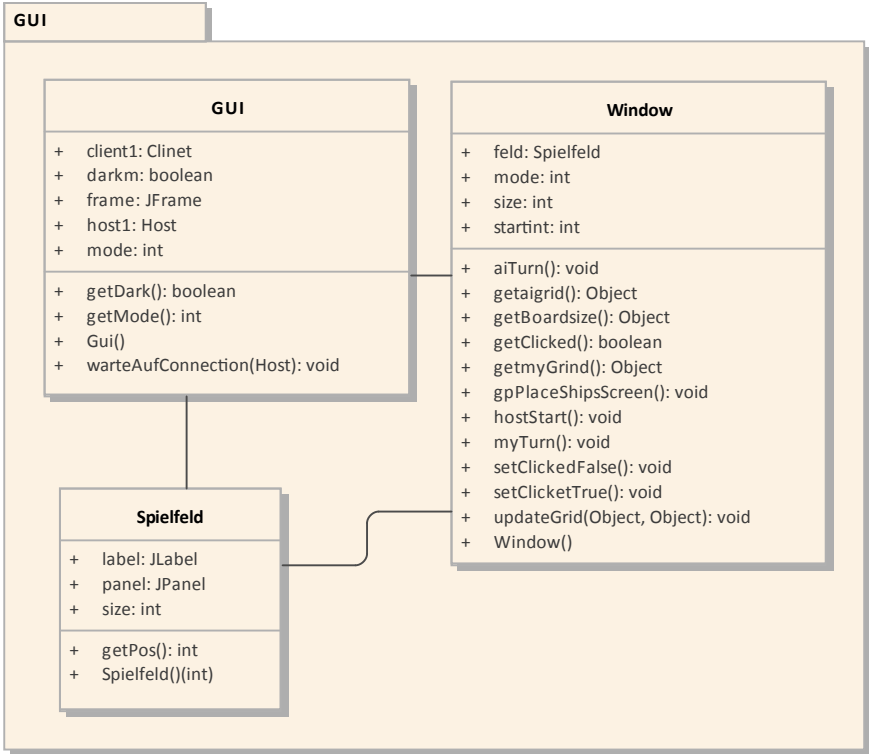 GUI
GUI
+ client1: Clinet
+ darkm: boolean
+ frame: JFrame
+ host1: Host
+ mode: int
+ getDark(): boolean
+ getMode(): int
+ Gui()
+ warteAufConnection(Host): void
Window
+ feld: Spielfeld
+ mode: int
+ size: int
+ startint: int
+ aiTurn(): void
+ getaigrid(): Object
+ getBoardsize(): Object
+ getClicked(): boolean
+ getmyGrind(): Object
+ gpPlaceShipsScreen(): void
+ hostStart(): void
+ myTurn(): void
+ setClickedFalse(): void
+ setClicketTrue(): void
+ updateGrid(Object, Object): void
+ Window()
Spielfeld
+ label: JLabel
+ panel: JPanel
+ size: int
+ getPos(): int
+ Spielfeld()(int)